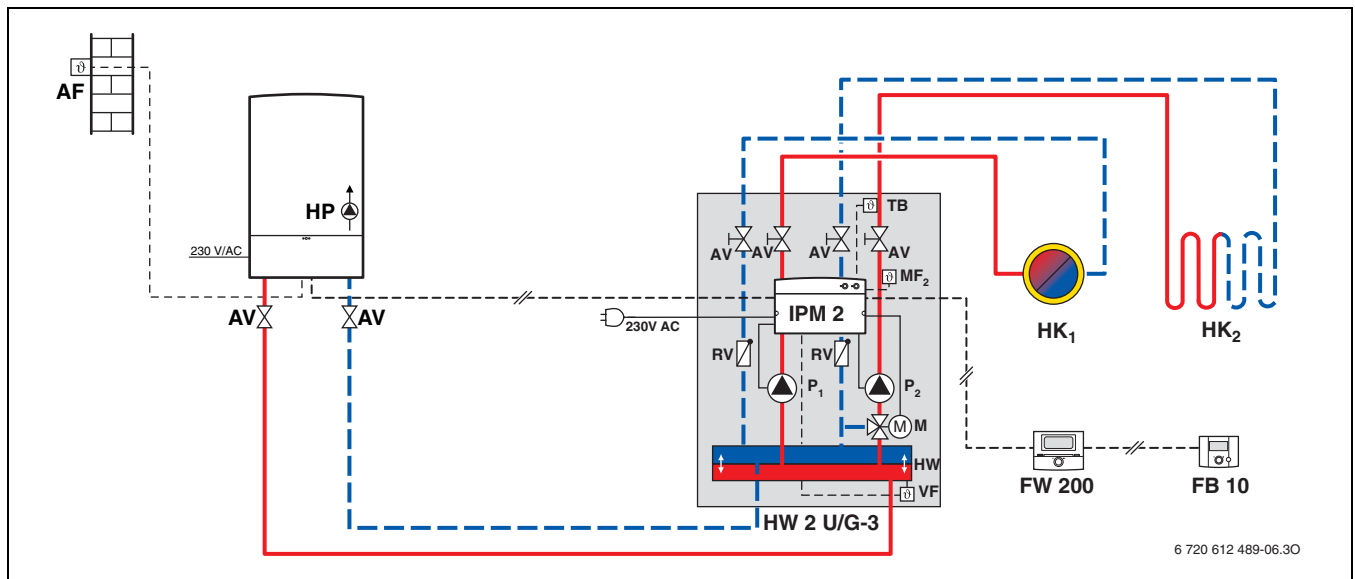 ϑ
AF
HP
230 V/AC
AV
AV
ϑ
TB
AV
AV
AV
AV
ϑ
MF2
IPM 2
230V AC
RV
RV
P1
P2
M
M
HW
ϑ
VF
HW 2 U/G-3
HK1
HK2
FW 200
FB 10
6 720 612 489-06.3O